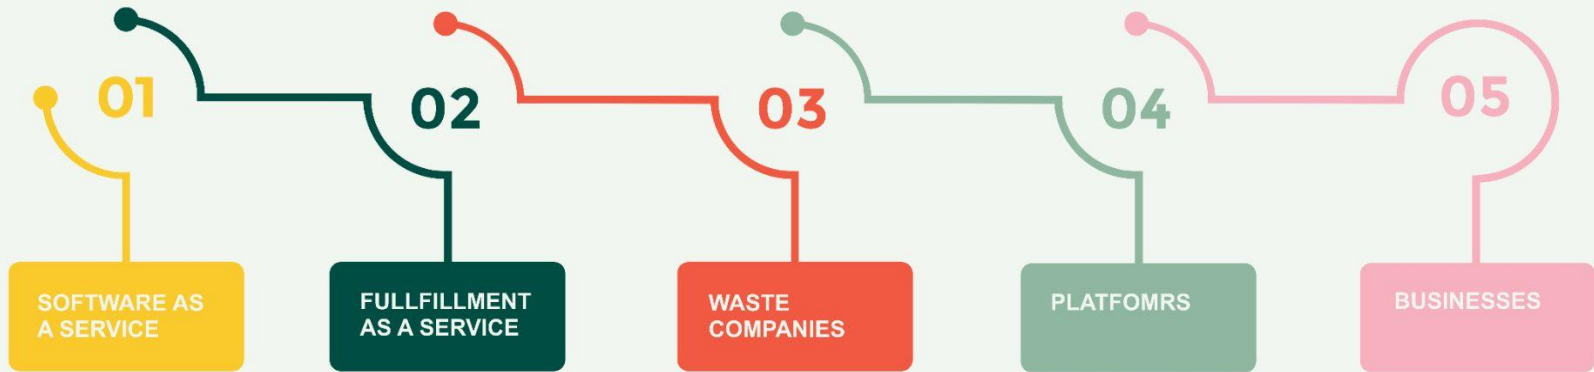 01
02
03
04
05
SOFTWARE AS
A SERVICE
FULLFILLMENT
AS A SERVICE
WASTE
COMPANIES
PLATFOMRS
BUSINESSES